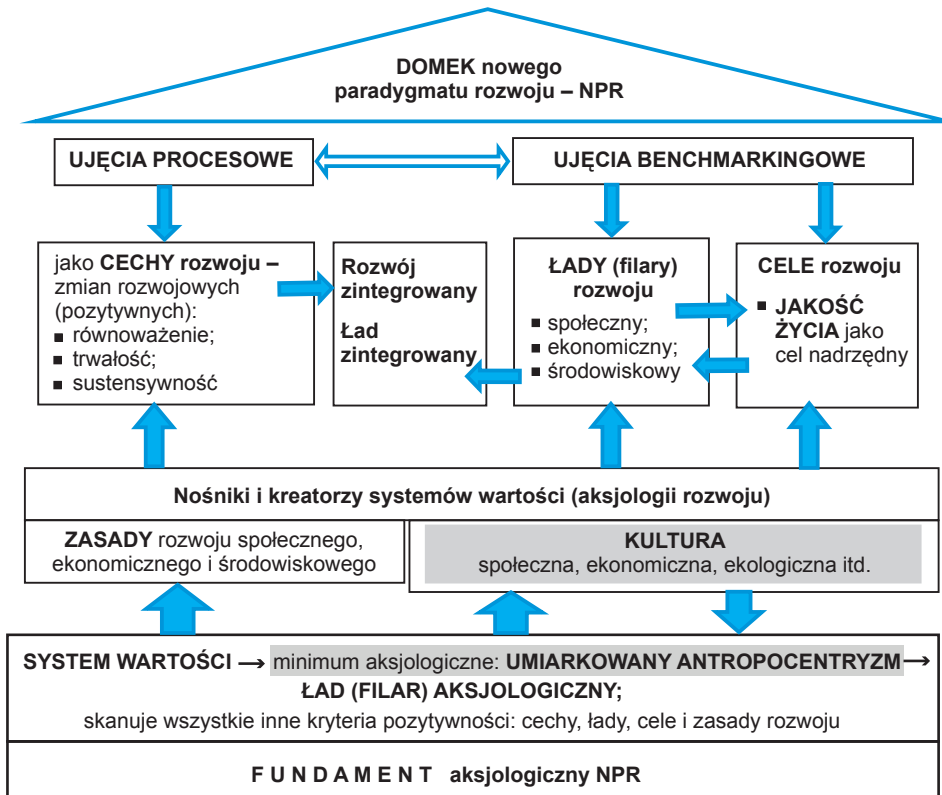 DOMEK nowego
paradygmatu rozwoju – NPR
UJĘCIA PROCESOWE
UJĘCIA BENCHMARKINGOWE
jako CECHY rozwoju –
zmian rozwojowych
(pozytywnych):
▪ równoważenie;
▪ trwałość;
▪ sustensywność
Rozwój
zintegrowany
Ład
zintegrowany
ŁADY (filary)
rozwoju
▪ społeczny;
▪ ekonomiczny;
▪ środowiskowy
CELE rozwoju
▪ JAKOŚĆ
ŻYCIA jako
cel nadrzędny
Nośniki i kreatorzy systemów wartości (aksjologii rozwoju)
ZASADY rozwoju społecznego,
ekonomicznego i środowiskowego
KULTURA
społeczna, ekonomiczna, ekologiczna itd.
SYSTEM WARTOŚCI → minimum aksjologiczne: UMIARKOWANY ANTROPOCENTRYZM →
ŁAD (FILAR) AKSJOLOGICZNY;
skanuje wszystkie inne kryteria pozytywności: cechy, łady, cele i zasady rozwoju
F U N D A M E N T aksjologiczny NPR